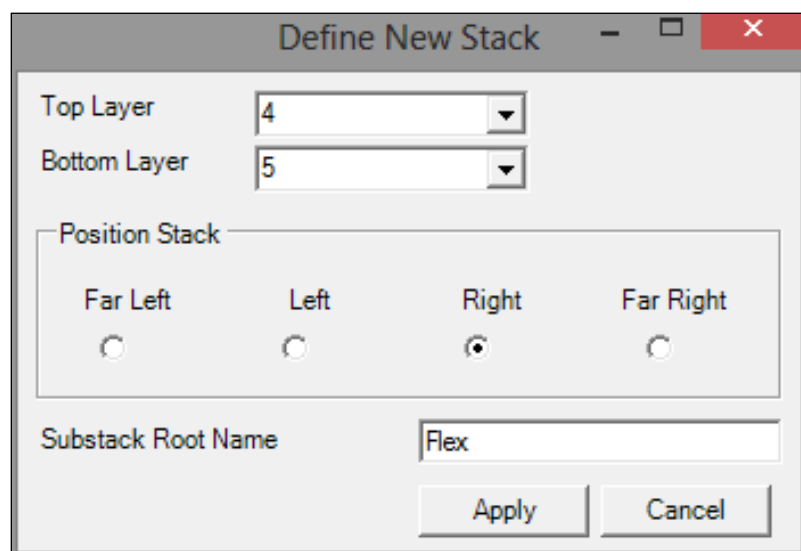 Define New Stack
Top Layer 4
Bottom Layer 5
Position Stack
Far Left Left Right Far Right
Substack Root Name Flex
Apply Cancel